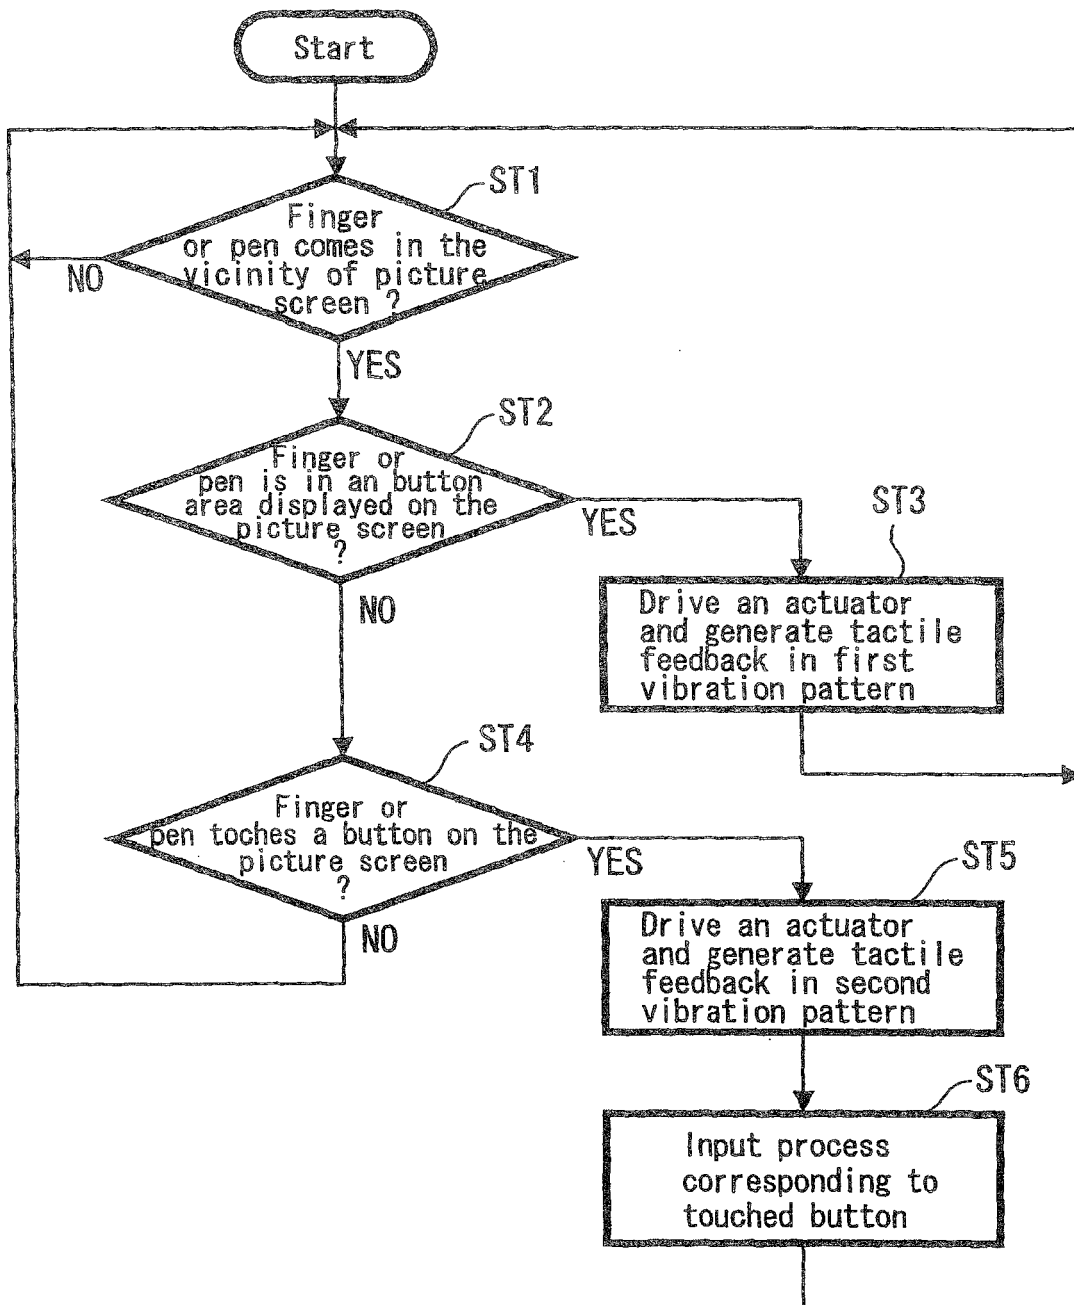 Start
ST1
Finger
or pen comes in the
vicinity of picture
screen ?
NO
YES
ST2
Finger or
pen is in an button
area displayed on the
picture screen
?
YES
NO
ST3
Drive an actuator
and generate tactile
feedback in first
vibration pattern
ST4
Finger or
pen toches a button on the
picture screen
?
YES
NO
ST5
Drive an actuator
and generate tactile
feedback in second
vibration pattern
ST6
Input process
corresponding to
touched button